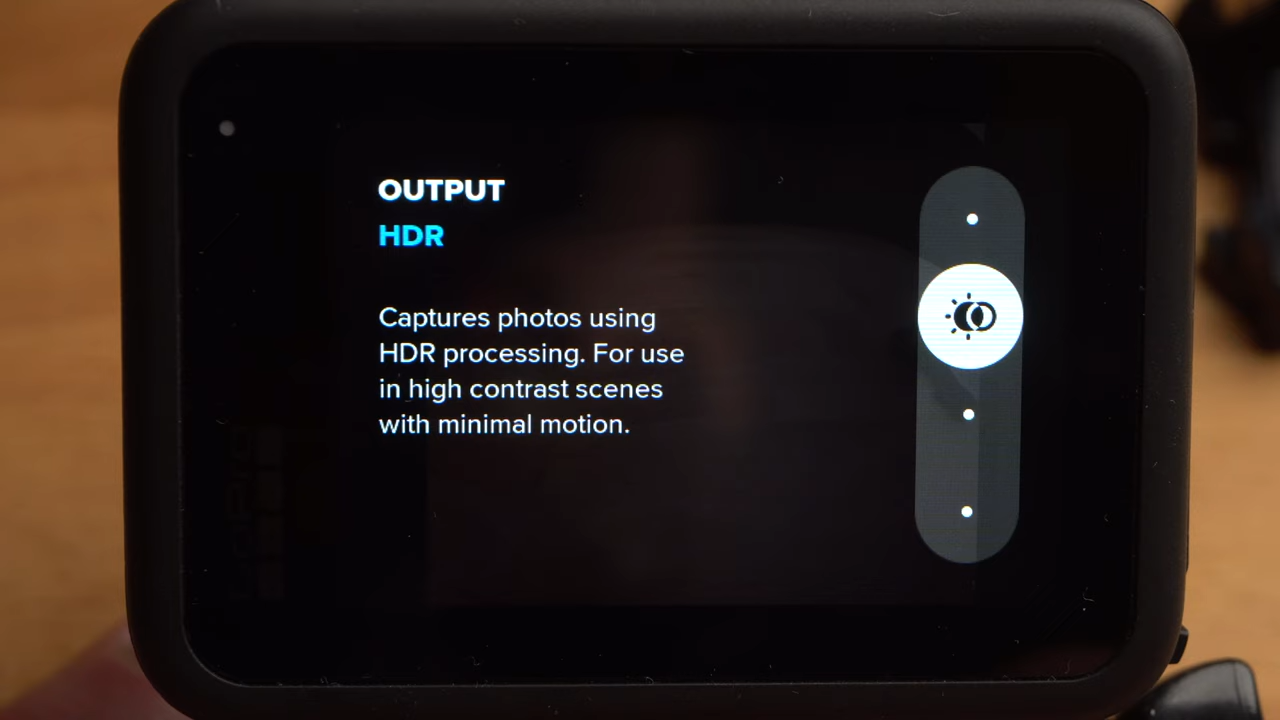 OUTPUT
HDR
Captures photos using
HDR processing. For use
in high contrast scenes
with minimal motion.